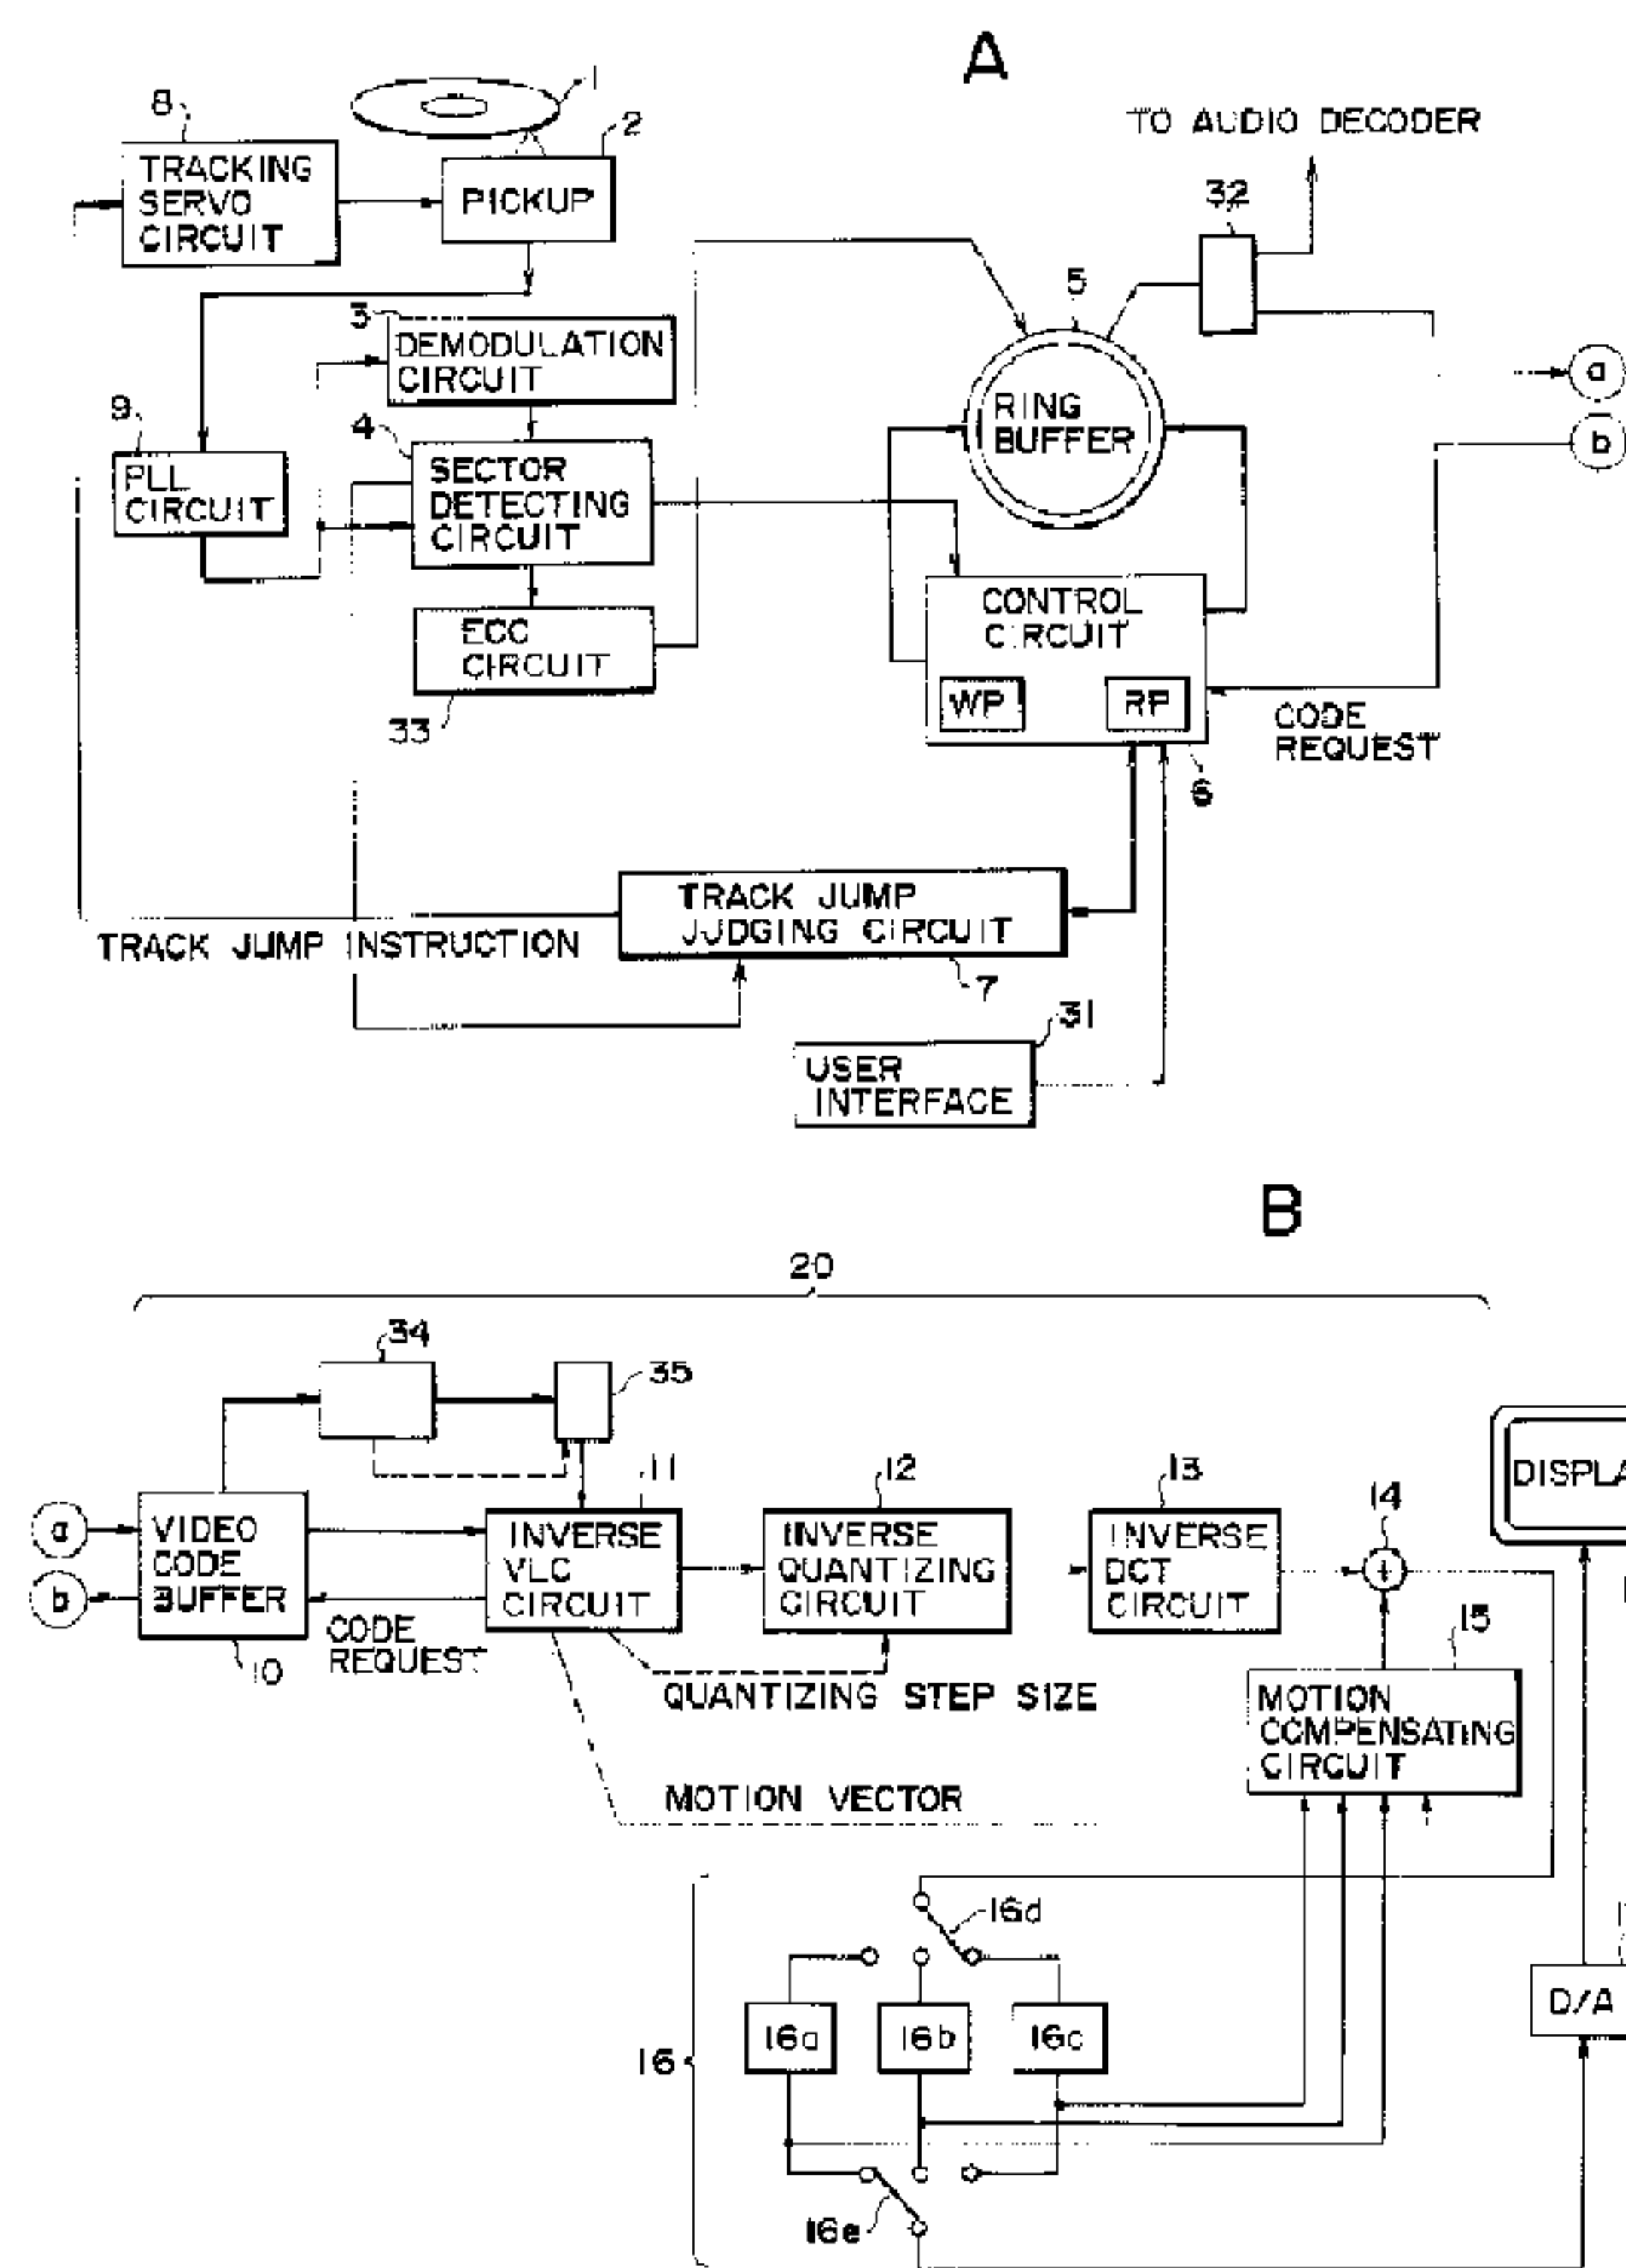 A
1
8
2
TO AUDIO DECODER
TRACKING
SERVO
CIRCUIT
PICKUP
32
3
5
DEMODULATION
CIRCUIT
a
9
4
RING
BUFFER
b
PLL
CIRCUIT
SECTOR
DETECTING
CIRCUIT
CONTROL
CIRCUIT
ECC
CIRCUIT
WP
RP
33
CODE
REQUEST
6
TRACK JUMP
JUDGING CIRCUIT
TRACK JUMP INSTRUCTION
7
31
USER
INTERFACE
B
20
34
35
11
12
13
14
DISPLA
a
VIDEO
CODE
BUFFER
INVERSE
VLC
CIRCUIT
INVERSE
QUANTIZING
CIRCUIT
INVERSE
DCT
CIRCUIT
+
b
CODE
REQUEST
10
15
QUANTIZING STEP SIZE
MOTION
COMPENSATING
CIRCUIT
MOTION VECTOR
16d
16a
16b
16c
D/A
16
16e